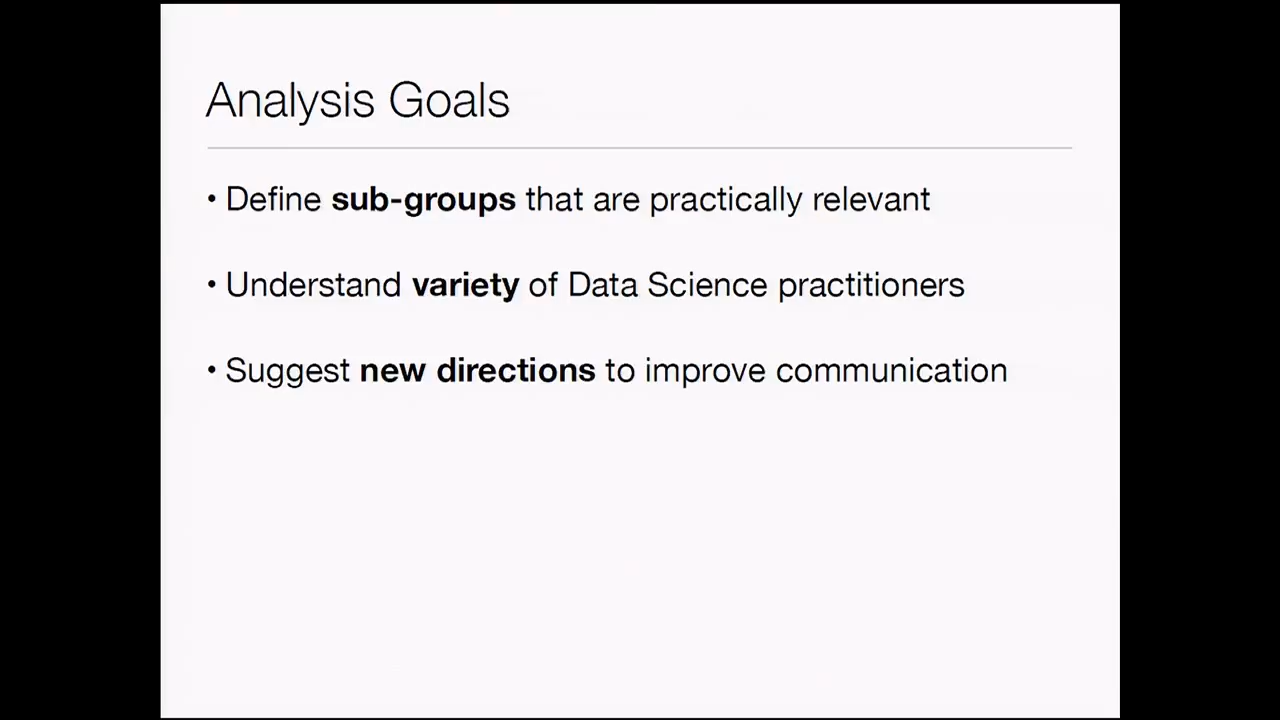 Analysis Goals
• Define sub-groups that are practically relevant
• Understand variety of Data Science practitioners
• Suggest new directions to improve communication